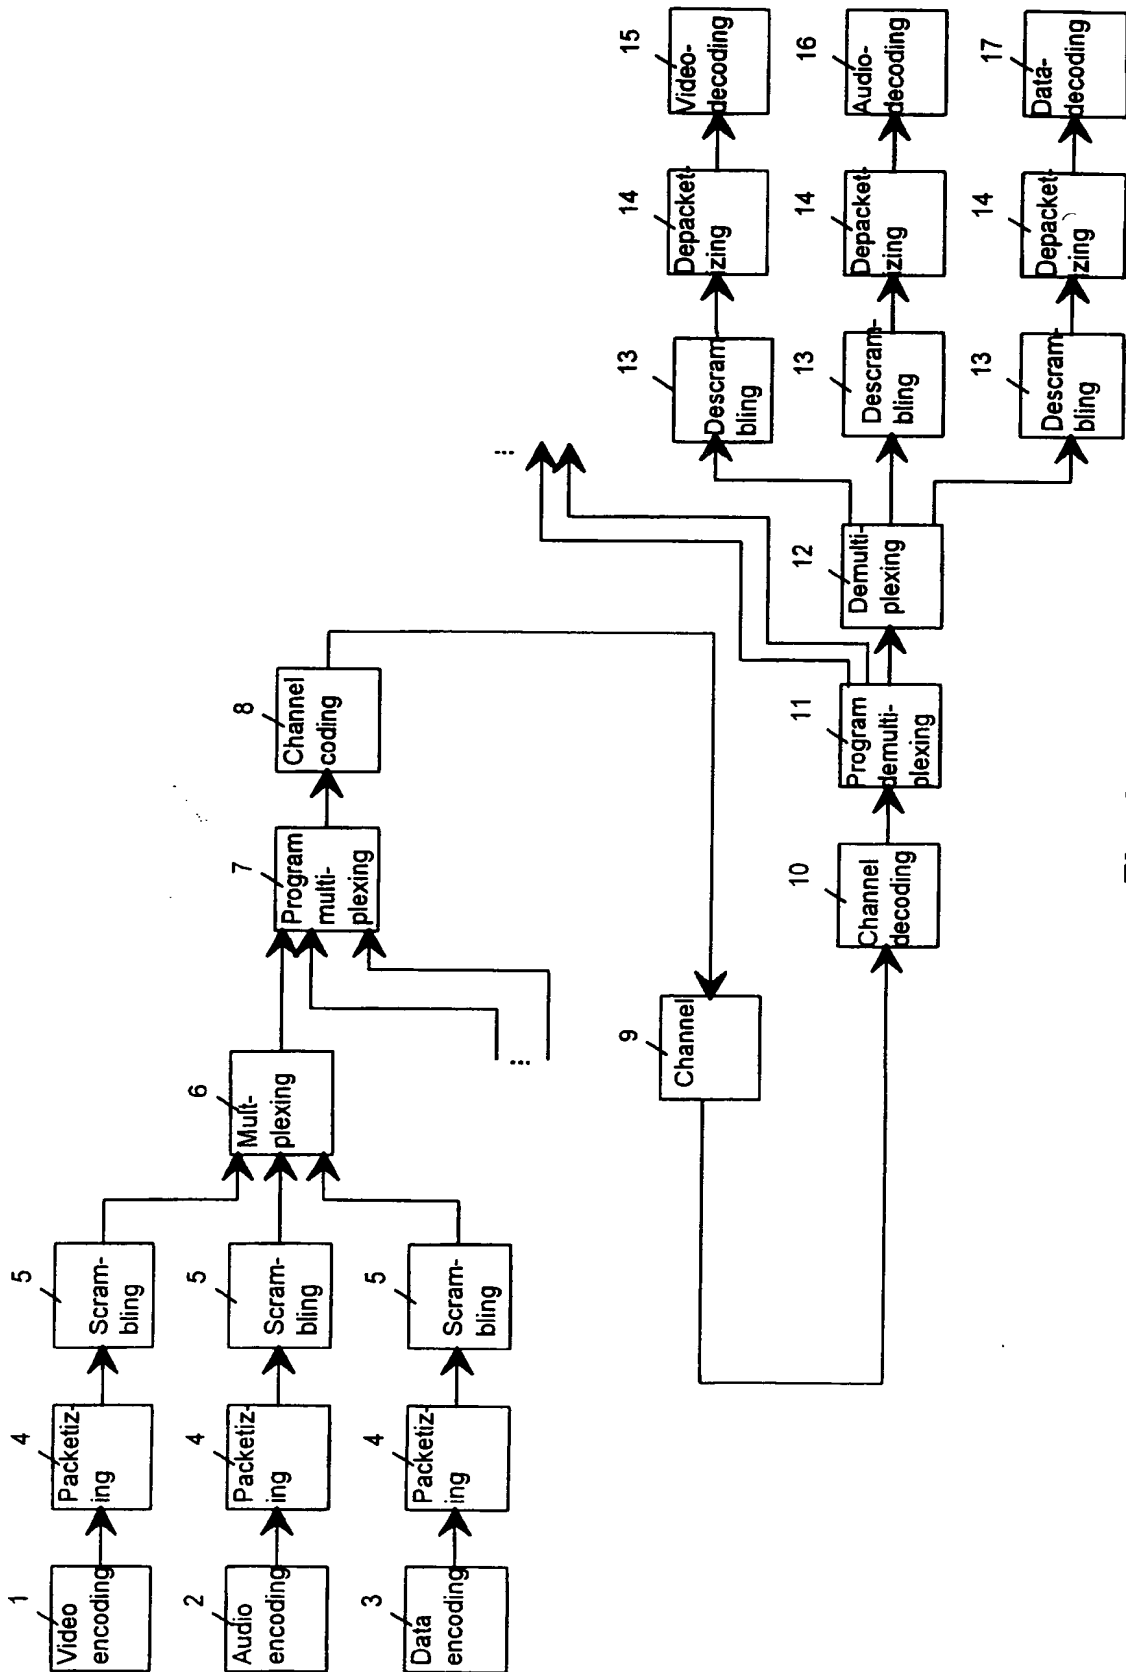 1
Video
encoding
4
Packetiz-
ing
5
Scram-
bling
2
Audio
encoding
4
Packetiz-
ing
5
Scram-
bling
3
Data
encoding
4
Packetiz-
ing
5
Scram-
bling
6
Mult-
plexing
...
7
Program
multi-
plexing
8
Channel
coding
9
Channel
10
Channel
decoding
11
Program
demulti-
plexing
...
12
Demulti-
plexing
13
Descram-
bling
14
Depacket-
izing
15
Video-
decoding
13
Descram-
bling
14
Depacket-
izing
16
Audio-
decoding
13
Descram-
bling
14
Depacket-
izing
17
Data-
decoding